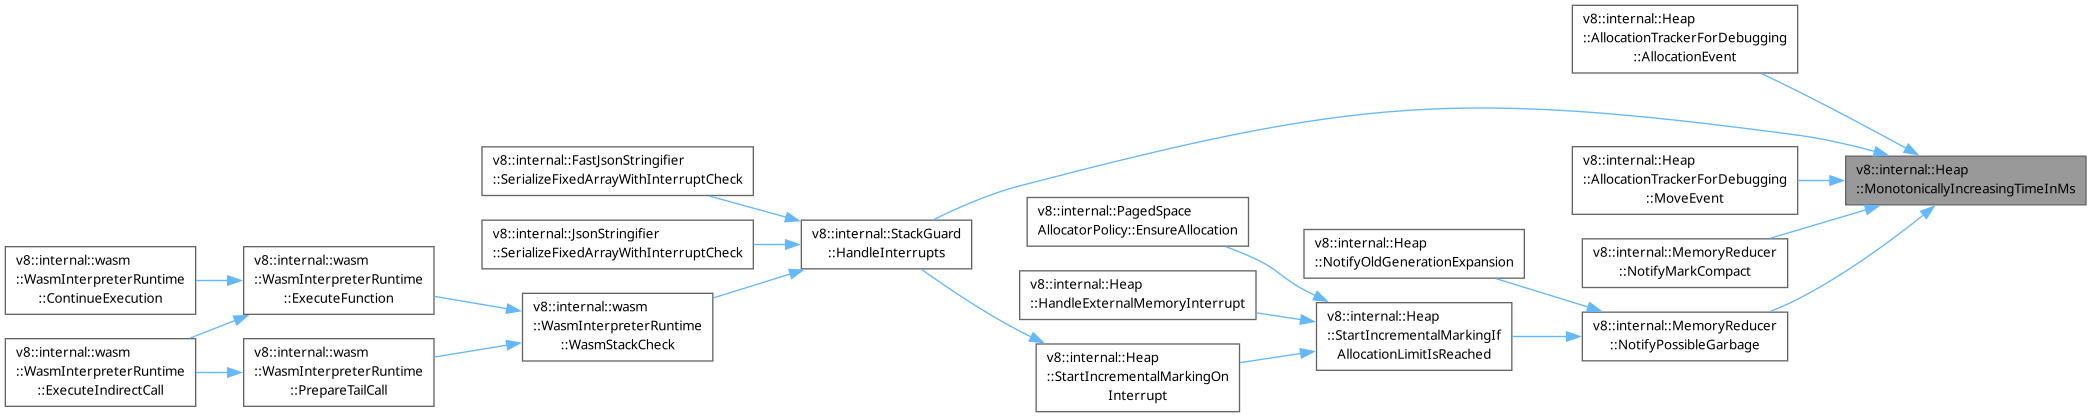 v8::internal::Heap
::AllocationTrackerForDebugging
::AllocationEvent
v8::internal::FastJsonStringifier
::SerializeFixedArrayWithInterruptCheck
v8::internal::Heap
::AllocationTrackerForDebugging
::MoveEvent
v8::internal::Heap
::MonotonicallyIncreasingTimeInMs
v8::internal::PagedSpace
AllocatorPolicy::EnsureAllocation
v8::internal::JsonStringifier
::SerializeFixedArrayWithInterruptCheck
v8::internal::StackGuard
::HandleInterrupts
v8::internal::Heap
::NotifyOldGenerationExpansion
v8::internal::MemoryReducer
::NotifyMarkCompact
v8::internal::wasm
::WasmInterpreterRuntime
::ContinueExecution
v8::internal::wasm
::WasmInterpreterRuntime
::ExecuteFunction
v8::internal::Heap
::HandleExternalMemoryInterrupt
v8::internal::wasm
::WasmInterpreterRuntime
::WasmStackCheck
v8::internal::Heap
::StartIncrementalMarkingIf
AllocationLimitIsReached
v8::internal::MemoryReducer
::NotifyPossibleGarbage
v8::internal::wasm
::WasmInterpreterRuntime
::ExecuteIndirectCall
v8::internal::wasm
::WasmInterpreterRuntime
::PrepareTailCall
v8::internal::Heap
::StartIncrementalMarkingOn
Interrupt